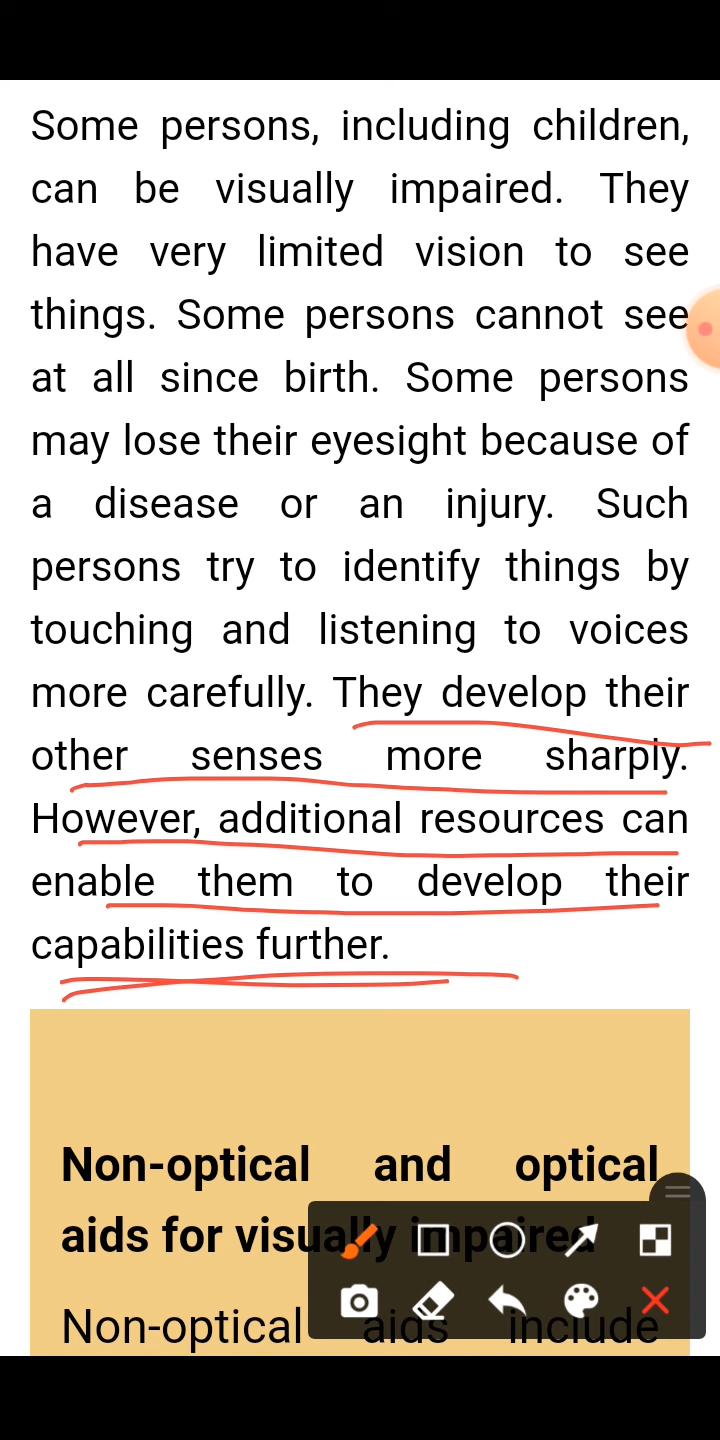 Some persons, including children,
can be visually impaired. They
have very limited vision to see
things. Some persons cannot see
at all since birth. Some persons
may lose their eyesight because of
a disease or an injury. Such
persons try to identify things by
touching and listening to voices
more carefully. They develop their
other senses more sharply.
However, additional resources can
enable them to develop their
capabilities further.
Non-optical and optical
aids for visually impaired
Non-optical aids include